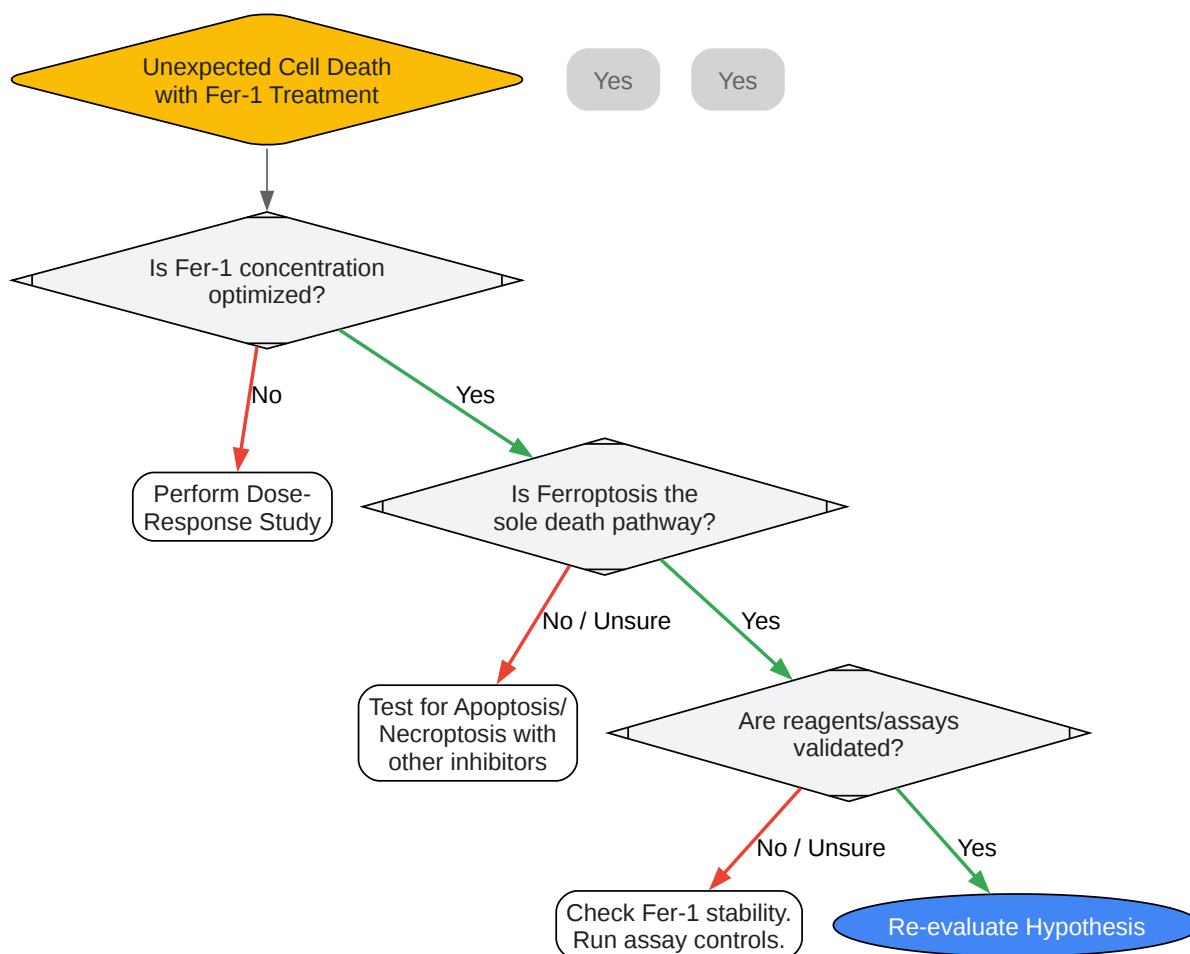 Unexpected Cell Death
with Fer-1 Treatment
Yes
Yes
Is Fer-1 concentration
optimized?
No
Yes
Perform Dose-
Response Study
Is Ferroptosis the
sole death pathway?
No / Unsure
Yes
Test for Apoptosis/
Necroptosis with
other inhibitors
Are reagents/assays
validated?
No / Unsure
Yes
Check Fer-1 stability.
Run assay controls.
Re-evaluate Hypothesis